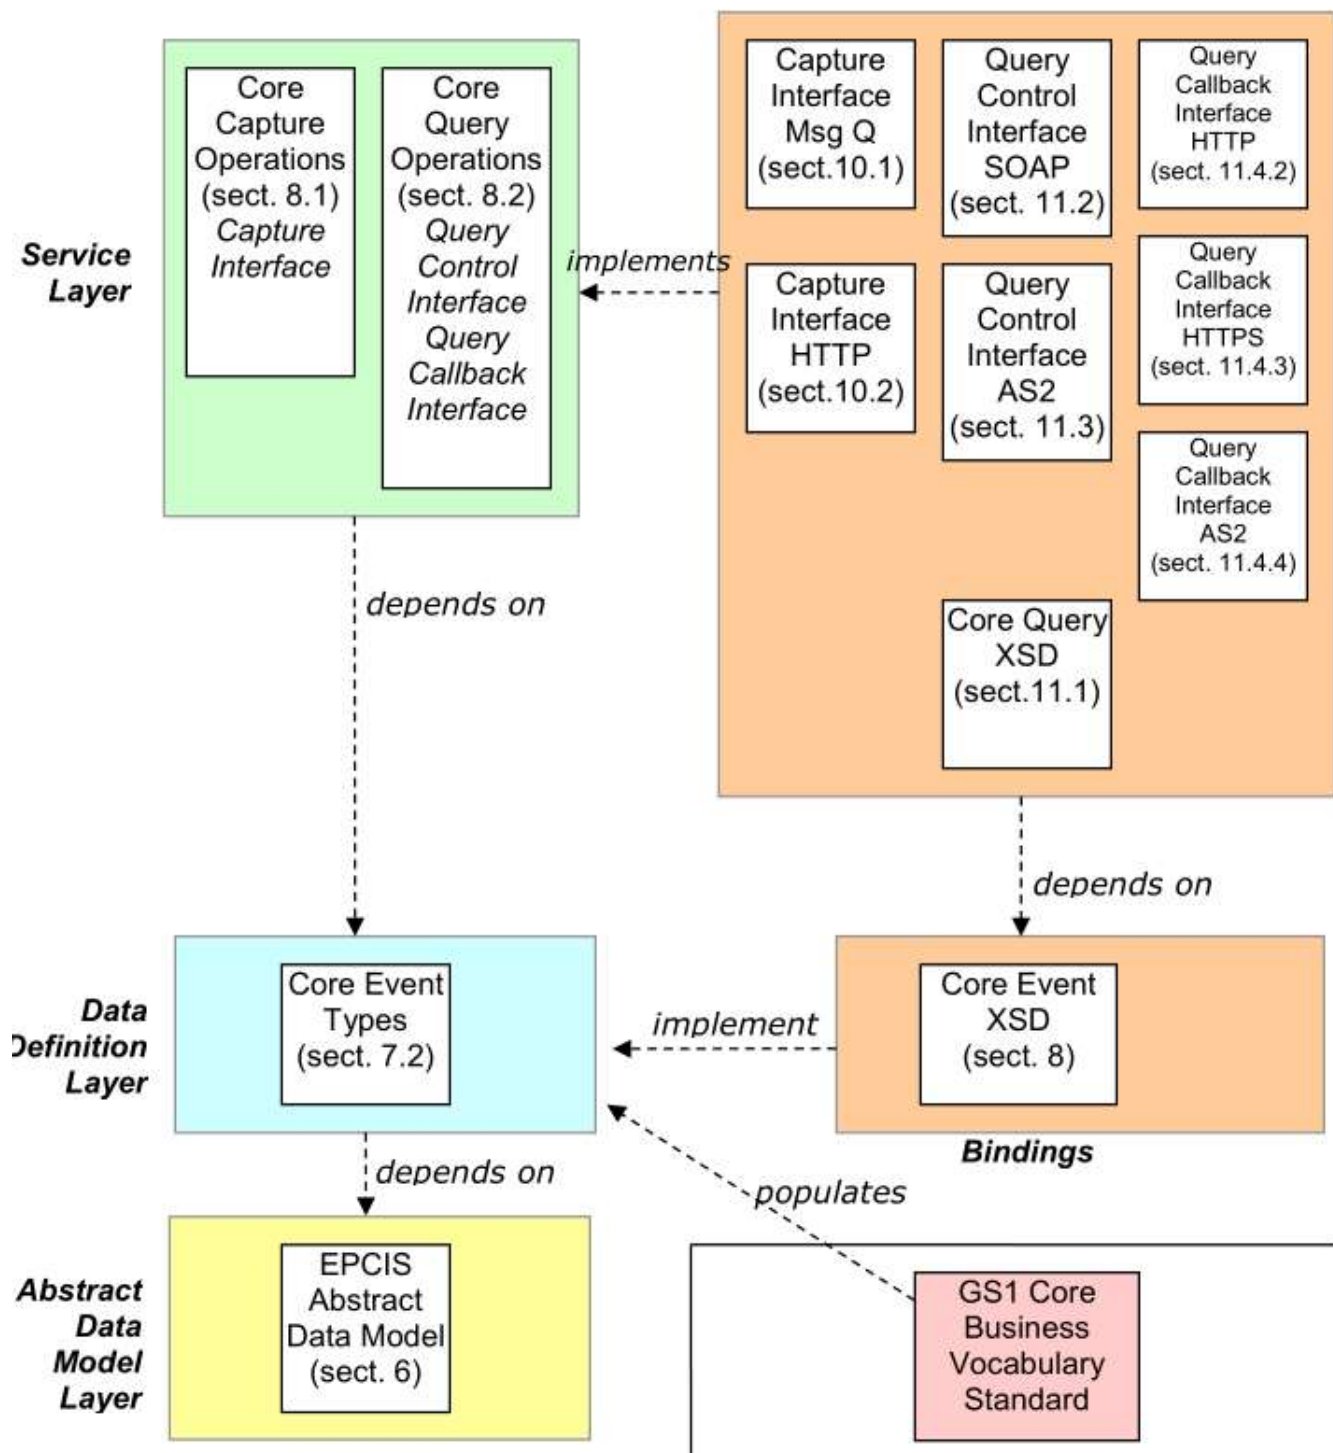 Service
Layer
Core
Capture
Operations
(sect. 8.1)
Capture
Interface
Core
Query
Operations
(sect. 8.2)
Query
Control
Interface
Query
Callback
Interface
implements
Capture
Interface
Msg Q
(sect.10.1)
Query
Control
Interface
SOAP
(sect. 11.2)
Query
Callback
Interface
HTTP
(sect. 11.4.2)
Capture
Interface
HTTP
(sect.10.2)
Query
Control
Interface
AS2
(sect. 11.3)
Query
Callback
Interface
HTTPS
(sect. 11.4.3)
Query
Callback
Interface
AS2
(sect. 11.4.4)
Core Query
XSD
(sect.11.1)
depends on
depends on
Data
Definition
Layer
Core Event
Types
(sect. 7.2)
implement
Core Event
XSD
(sect. 8)
Bindings
depends on
populates
Abstract
Data
Model
Layer
EPCIS
Abstract
Data Model
(sect. 6)
GS1 Core
Business
Vocabulary
Standard